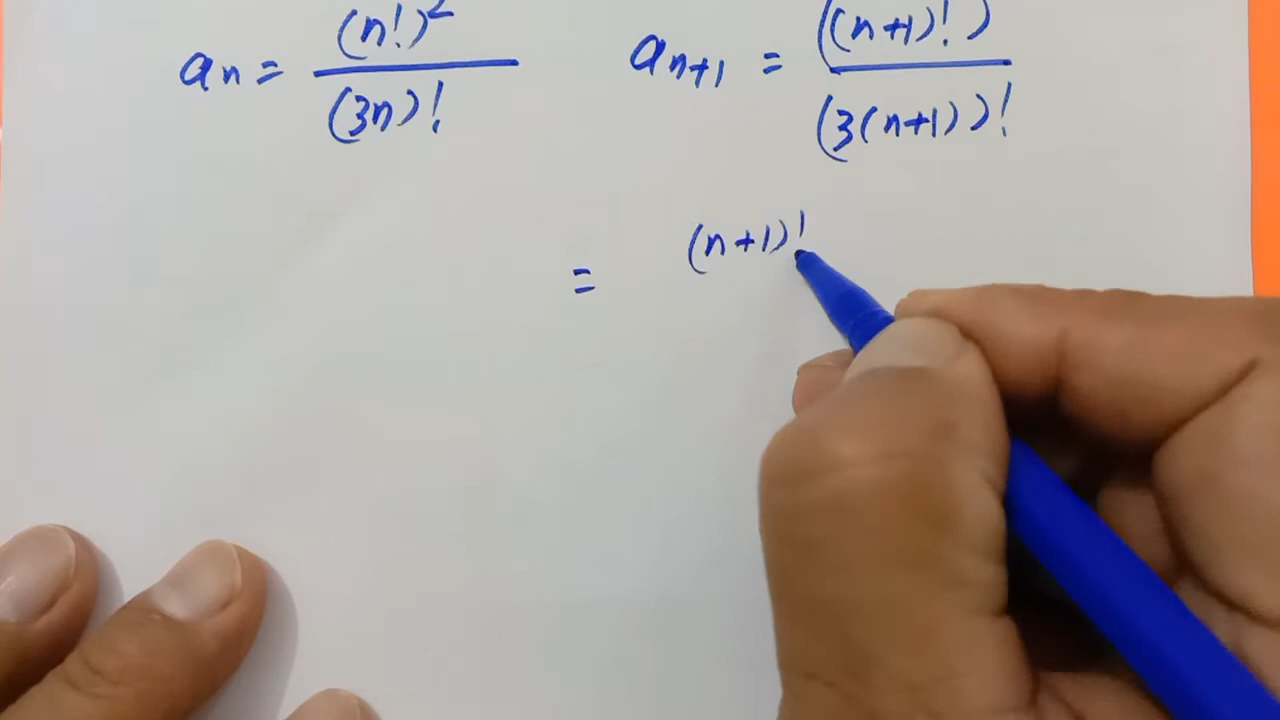 aₙ = (n!)² / (3n)!    aₙ₊₁ = ((n+1)!) / (3(n+1))!
= (n+1)!